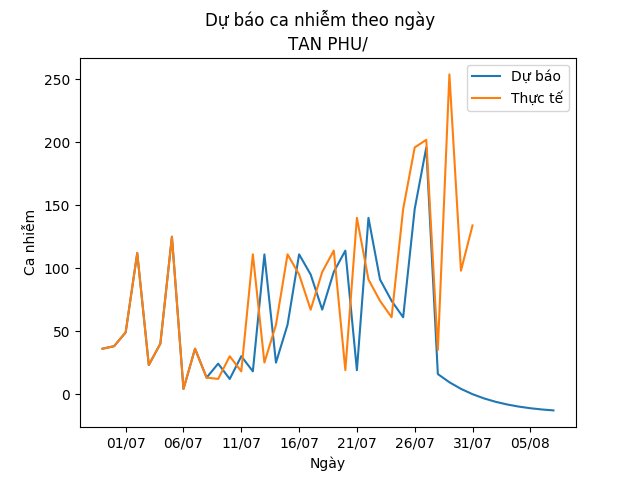 Dự báo ca nhiễm theo ngày
TAN PHU/
Dự báo
Thực tế
Ca nhiễm
250
200
150
100
50
0
01/07 06/07 11/07 16/07 21/07 26/07 31/07 05/08
Ngày